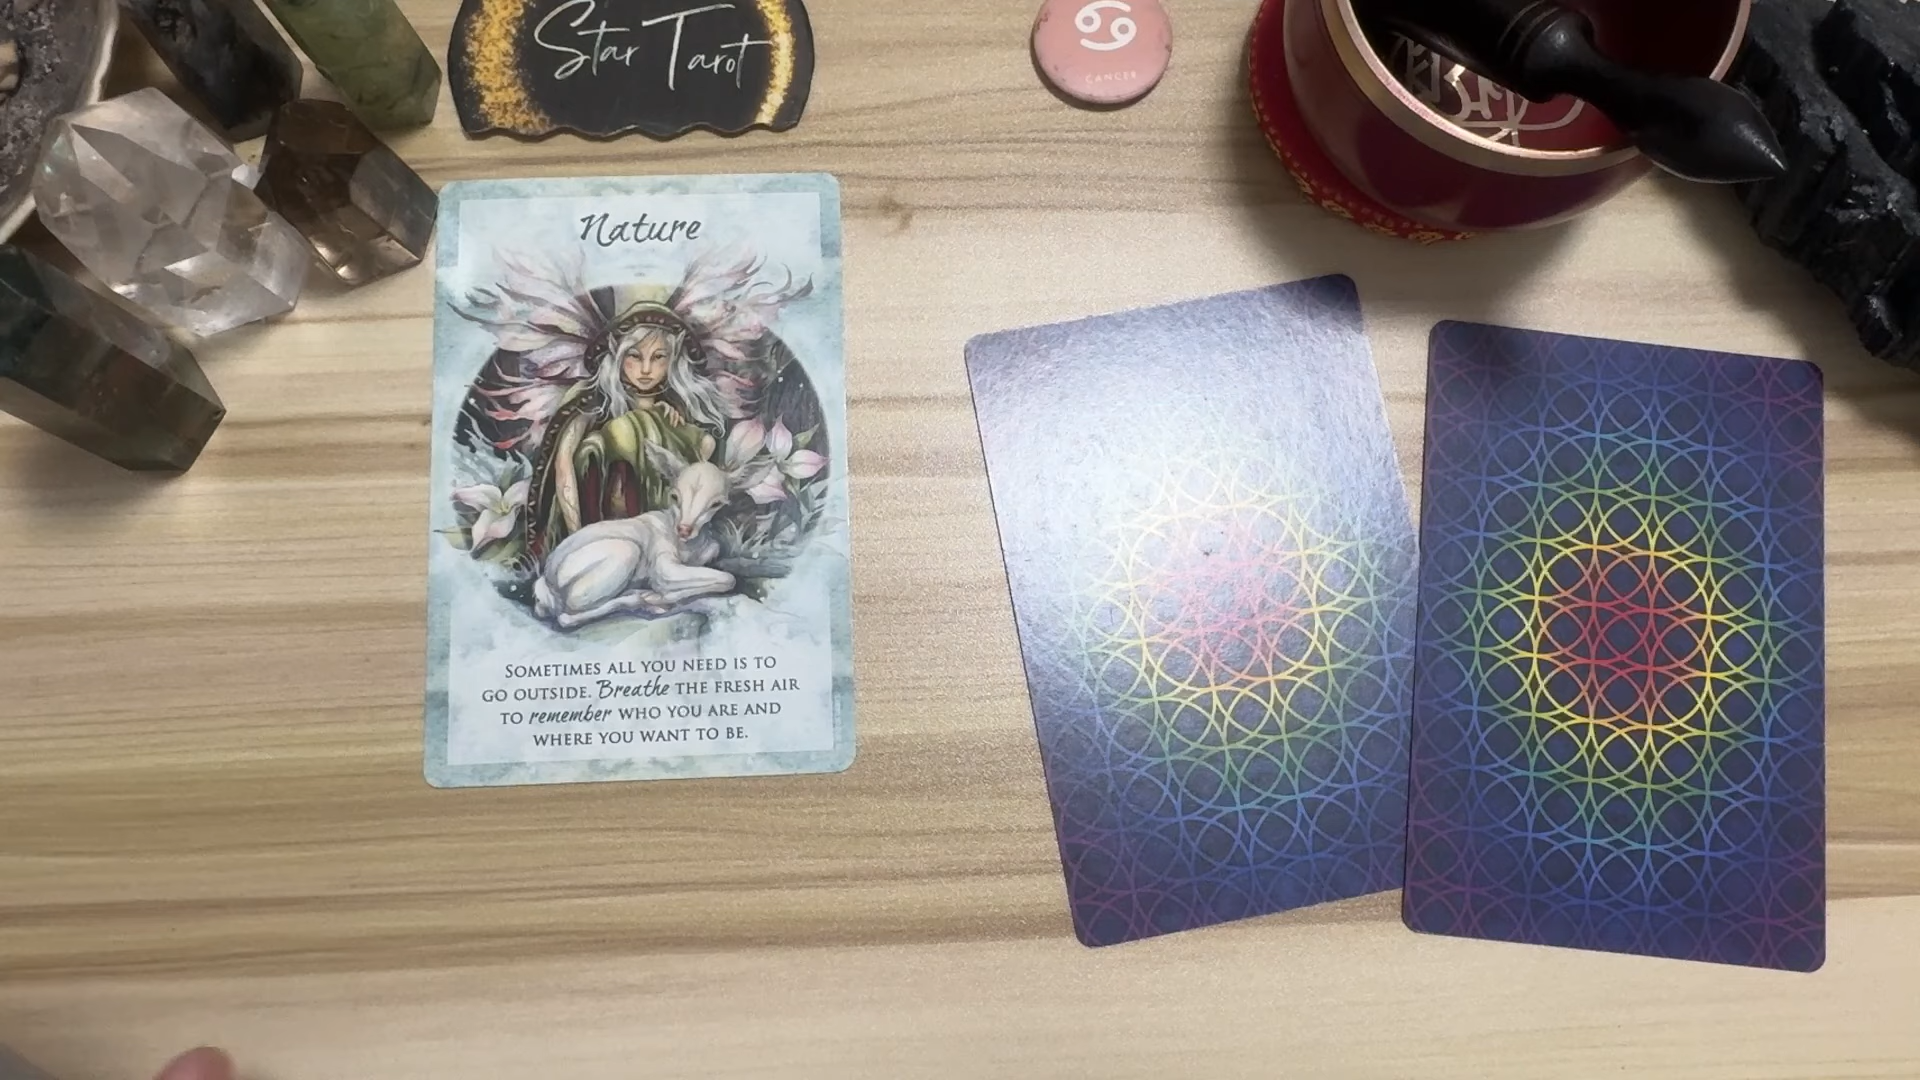 Star Tarot
CANCER
Nature
SOMETIMES ALL YOU NEED IS TO
GO OUTSIDE. Breathe THE FRESH AIR
TO remember WHO YOU ARE AND
WHERE YOU WANT TO BE.